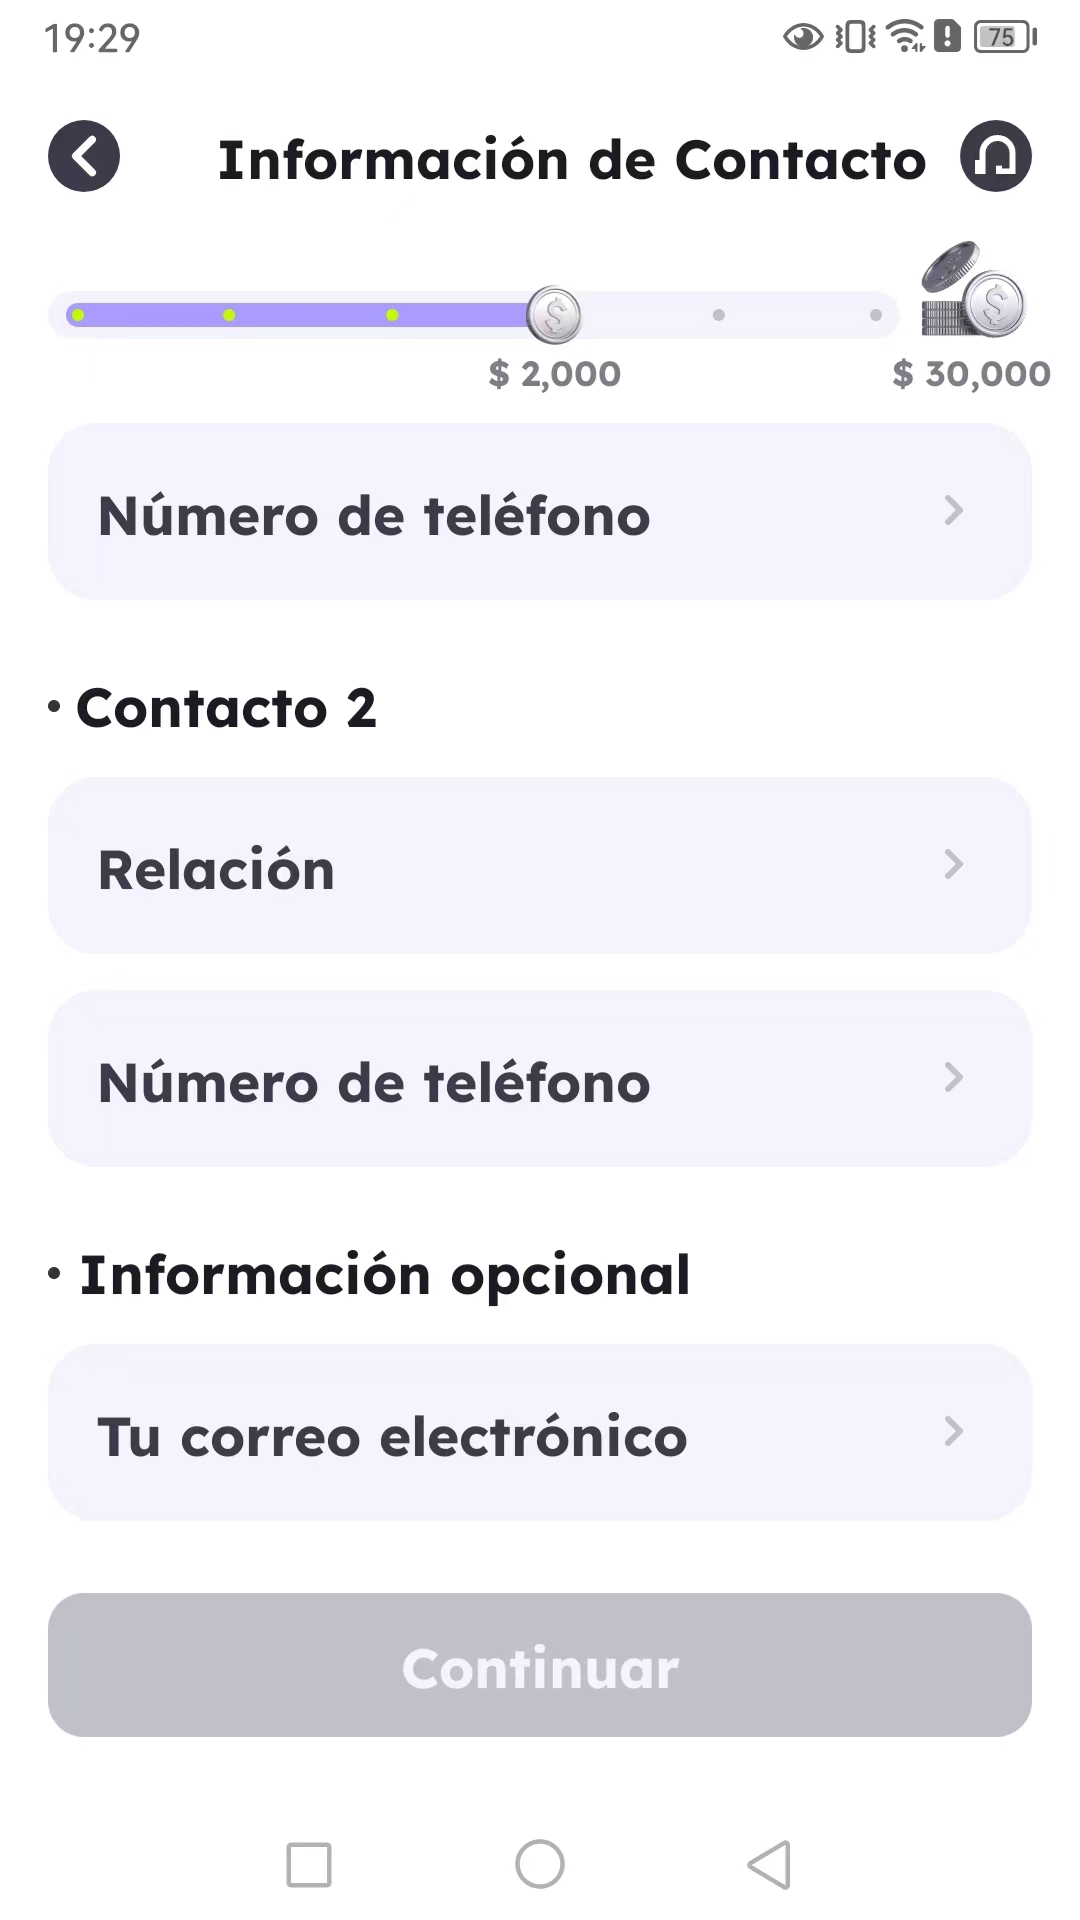 19:29
75
Información de Contacto
$ 2,000
$ 30,000
Número de teléfono
• Contacto 2
Relación
Número de teléfono
• Información opcional
Tu correo electrónico
Continuar